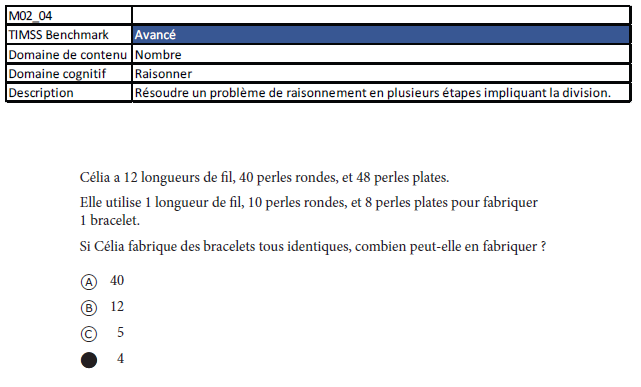 M02_04
TIMSS Benchmark Avancé
Domaine de contenu Nombre
Domaine cognitif Raisonner
Description Résoudre un problème de raisonnement en plusieurs étapes impliquant la division.
Célia a 12 longueurs de fil, 40 perles rondes, et 48 perles plates.
Elle utilise 1 longueur de fil, 10 perles rondes, et 8 perles plates pour fabriquer
1 bracelet.
Si Célia fabrique des bracelets tous identiques, combien peut-elle en fabriquer ?
A 40
B 12
C 5
4